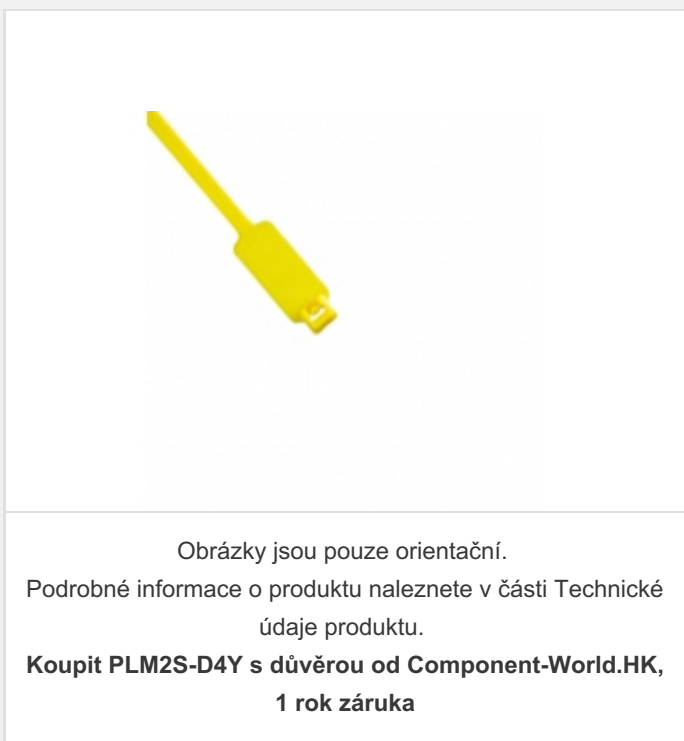 Obrázky jsou pouze orientační.
Podrobné informace o produktu naleznete v části Technické
údaje produktu.
Koupit PLM2S-D4Y s důvěrou od Component-World.HK,
1 rok záruka